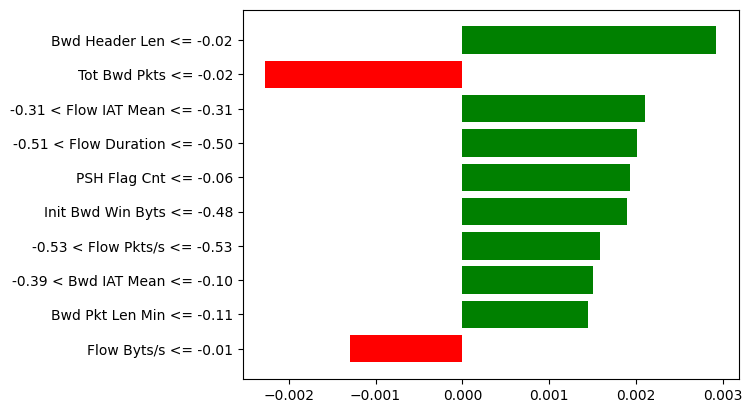 Bwd Header Len <= -0.02
Tot Bwd Pkts <= -0.02
-0.31 < Flow IAT Mean <= -0.31
-0.51 < Flow Duration <= -0.50
PSH Flag Cnt <= -0.06
Init Bwd Win Byts <= -0.48
-0.53 < Flow Pkts/s <= -0.53
-0.39 < Bwd IAT Mean <= -0.10
Bwd Pkt Len Min <= -0.11
Flow Byts/s <= -0.01
−0.002 −0.001 0.000 0.001 0.002 0.003